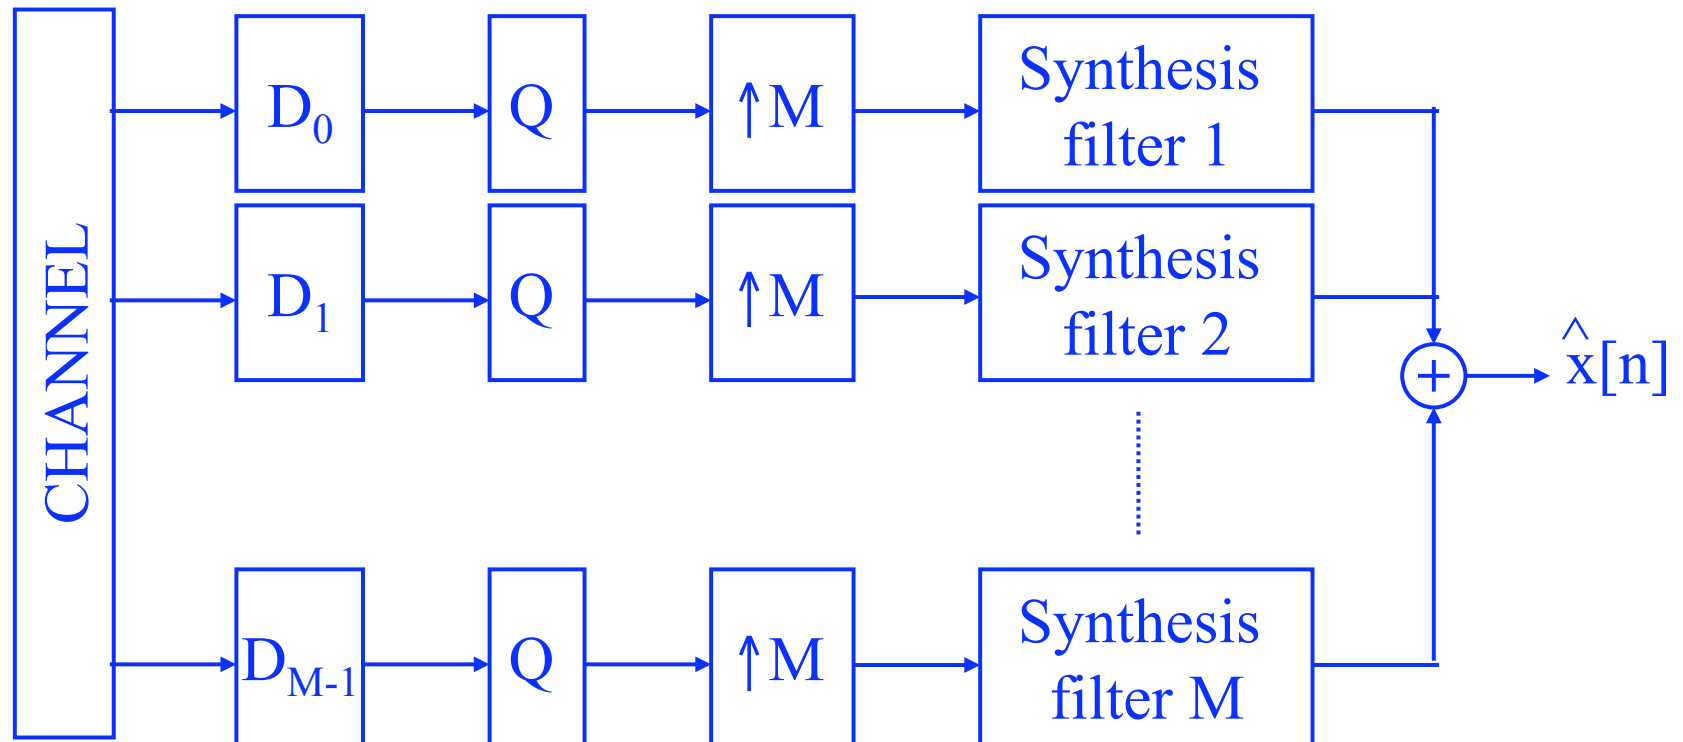 CHANNEL
D0 Q ↑M Synthesis
filter 1
D1 Q ↑M Synthesis
filter 2
+ x̂[n]
DM-1 Q ↑M Synthesis
filter M